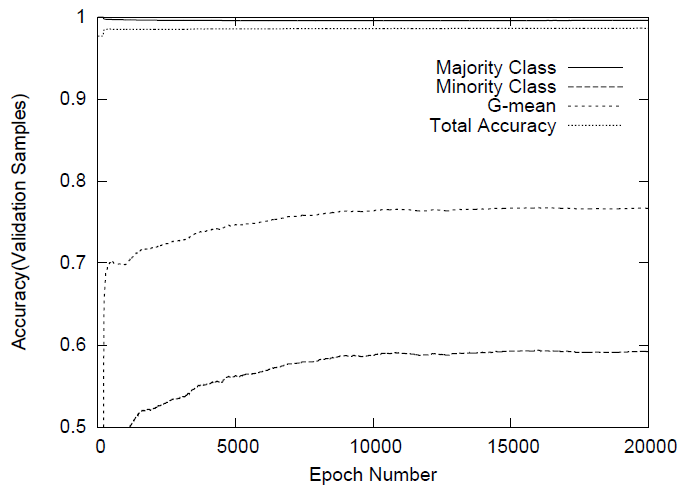 1
0.9
0.8
0.7
0.6
0.5
Accuracy(Validation Samples)
Majority Class
Minority Class
G-mean
Total Accuracy
0 5000 10000 15000 20000
Epoch Number